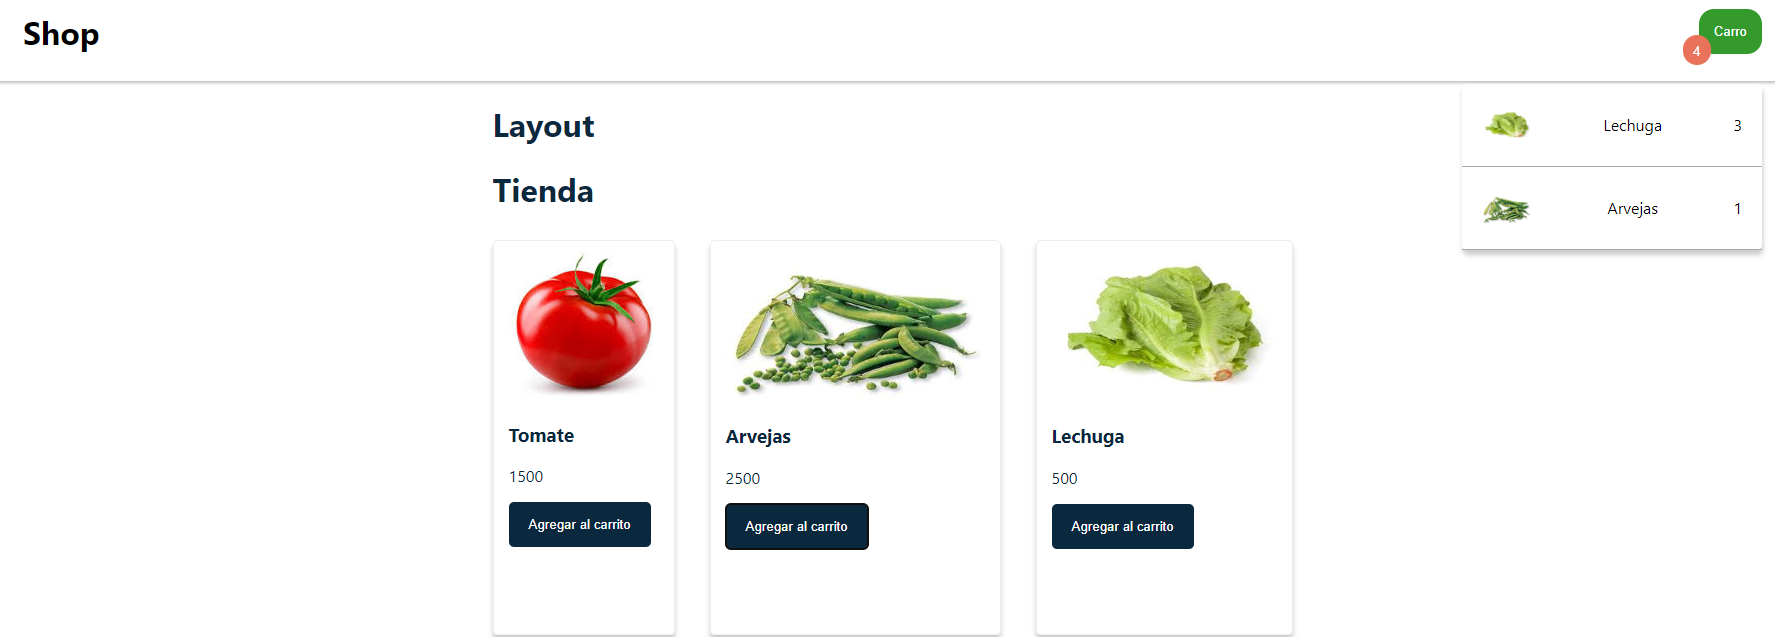 Shop
Carro
4
Lechuga 3
Arvejas 1
Layout
Tienda
Tomate
1500
Agregar al carrito
Arvejas
2500
Agregar al carrito
Lechuga
500
Agregar al carrito